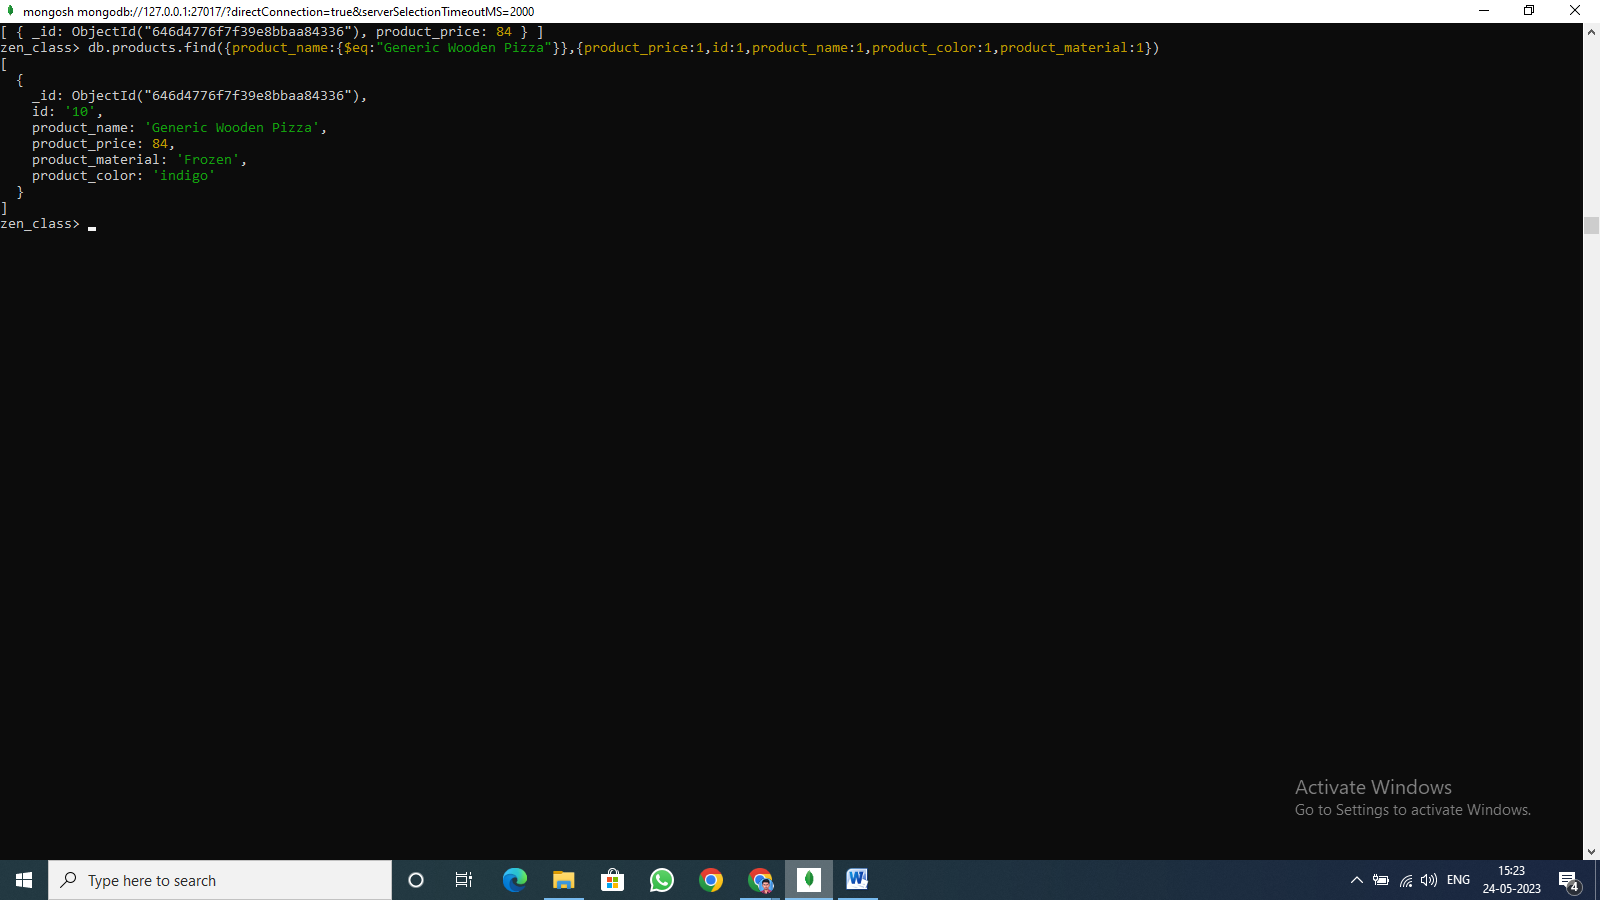 mongosh mongodb://127.0.0.1:27017/?directConnection=true&serverSelectionTimeoutMS=2000
[ { _id: ObjectId("646d4776f7f39e8bbaa84336"), product_price: 84 } ]
zen_class> db.products.find({product_name:{$eq:"Generic Wooden Pizza"}},{product_price:1,id:1,product_name:1,product_color:1,product_material:1})
[
  {
    _id: ObjectId("646d4776f7f39e8bbaa84336"),
    id: '10',
    product_name: 'Generic Wooden Pizza',
    product_price: 84,
    product_material: 'Frozen',
    product_color: 'indigo'
  }
]
zen_class>
Activate Windows
Go to Settings to activate Windows.
Type here to search
W
ENG
15:23
24-05-2023
4